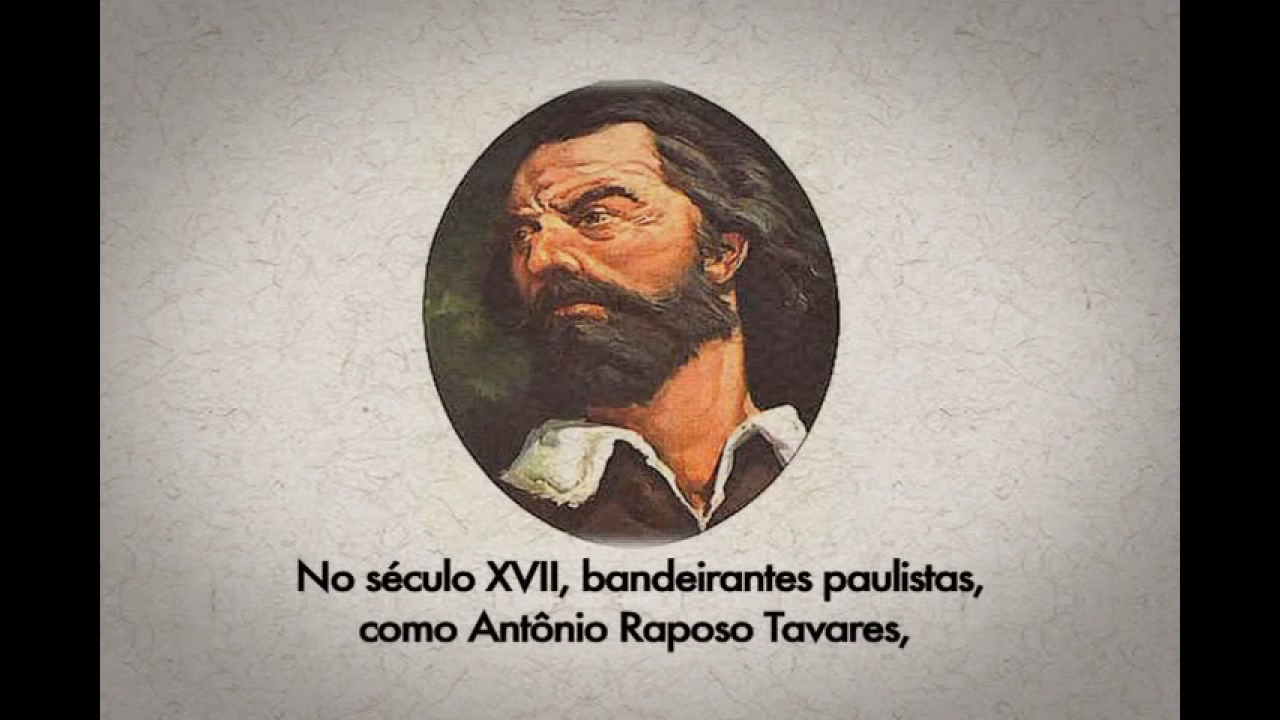 No século XVII, bandeirantes paulistas,
como Antônio Raposo Tavares,